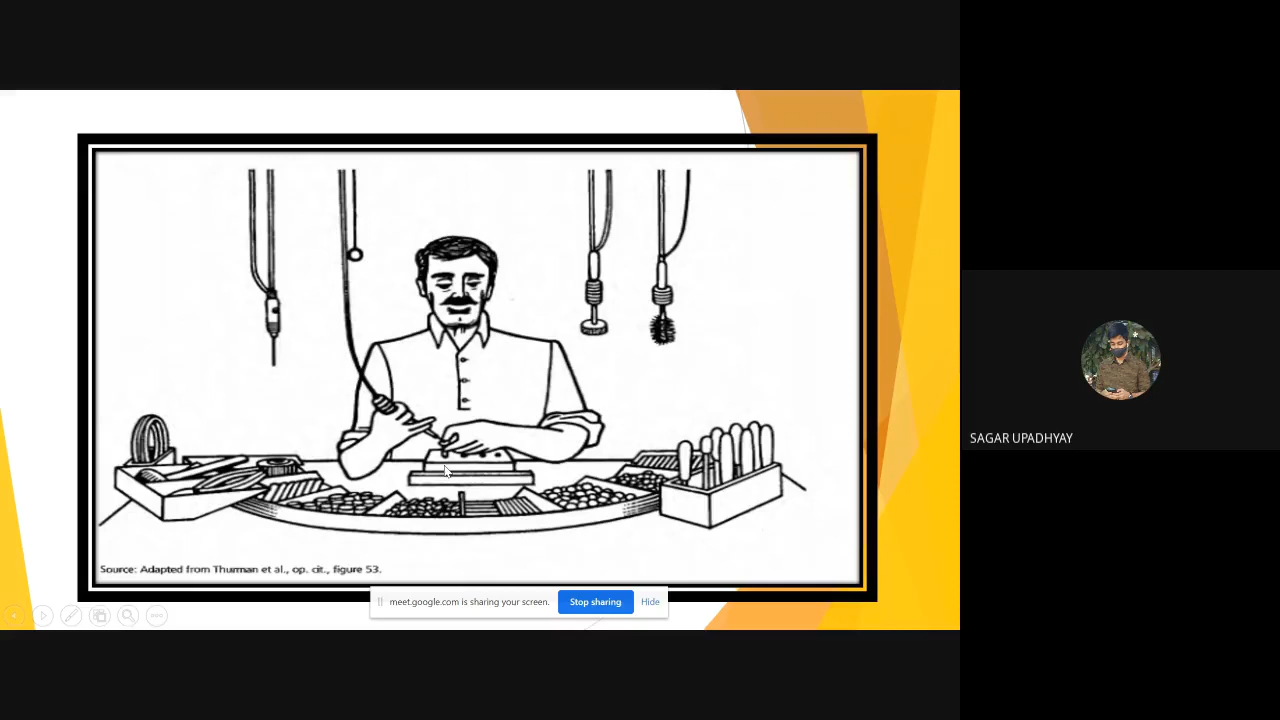 Source: Adapted from Thurman et al., op. cit., figure 53.
meet.google.com is sharing your screen.
Stop sharing
Hide
SAGAR UPADHYAY